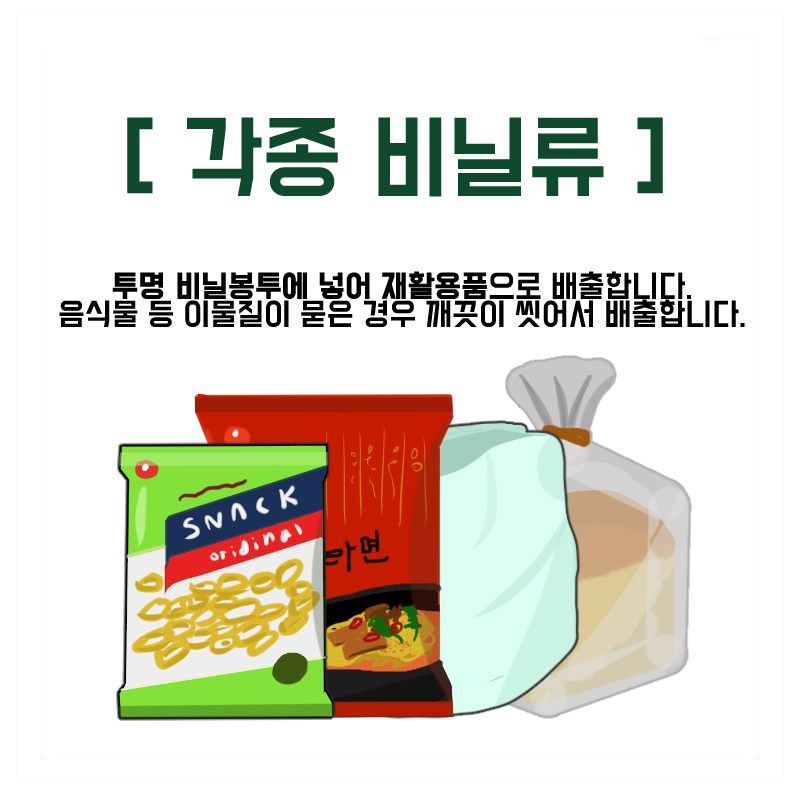 [ 각종 비닐류 ]
투명 비닐봉투에 넣어 재활용품으로 배출합니다.
음식물 등 이물질이 묻은 경우 깨끗이 씻어서 배출합니다.
SNACK
original
라면